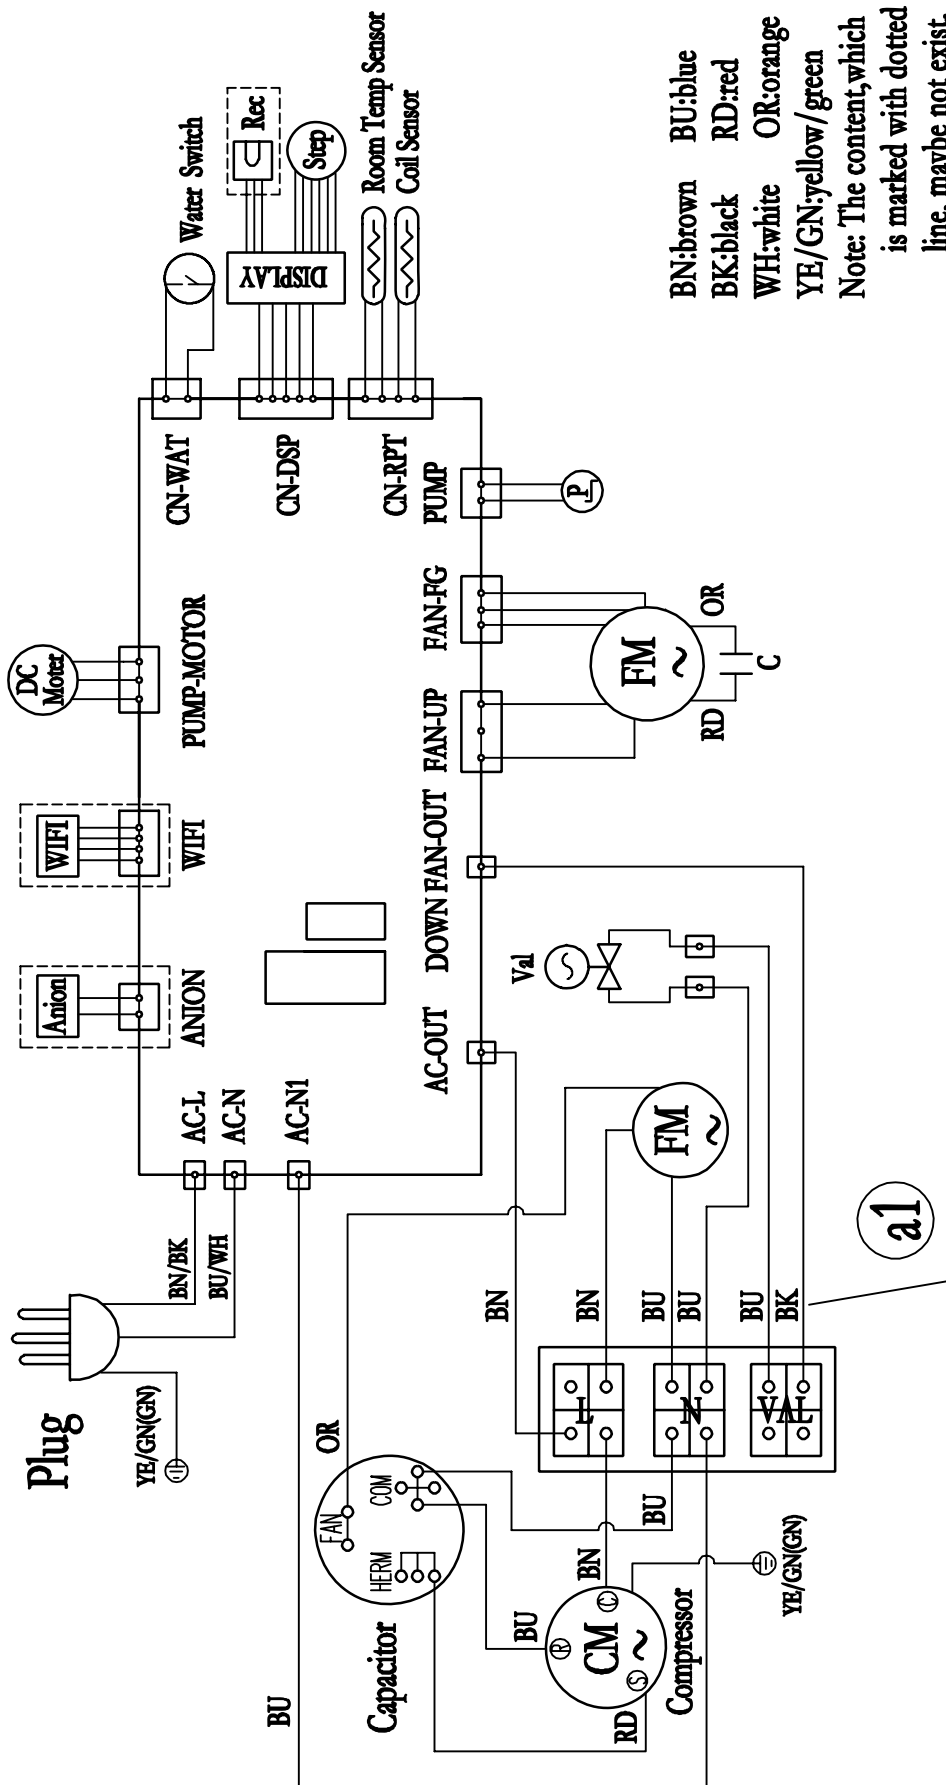 Plug
YE/GN(GN)
BN/BK
BU/WH
AC-L
AC-N
AC-N1
Anion
ANION
WIFI
WIFI
DC
Moter
PUMP-MOTOR
CN-WAT
Water Switch
CN-DSP
DISPLAY
Rec
Step
CN-RPT
Room Temp Sensor
Coil Sensor
AC-OUT
DOWN FAN-OUT
FAN-UP
FAN-FG
PUMP
P
FM
RD
OR
C
Val
FM
BU
Capacitor
HERM
FAN
COM
OR
BU
BN
BN
BU
BU
BU
BK
BU
BN
L
N
VAL
RD
CM
R
C
S
Compressor
YE/GN(GN)
a1
BN:brown BU:blue
BK:black RD:red
WH:white OR:orange
YE/GN:yellow/green
Note: The content,which
is marked with dotted
line, maybe not exist.